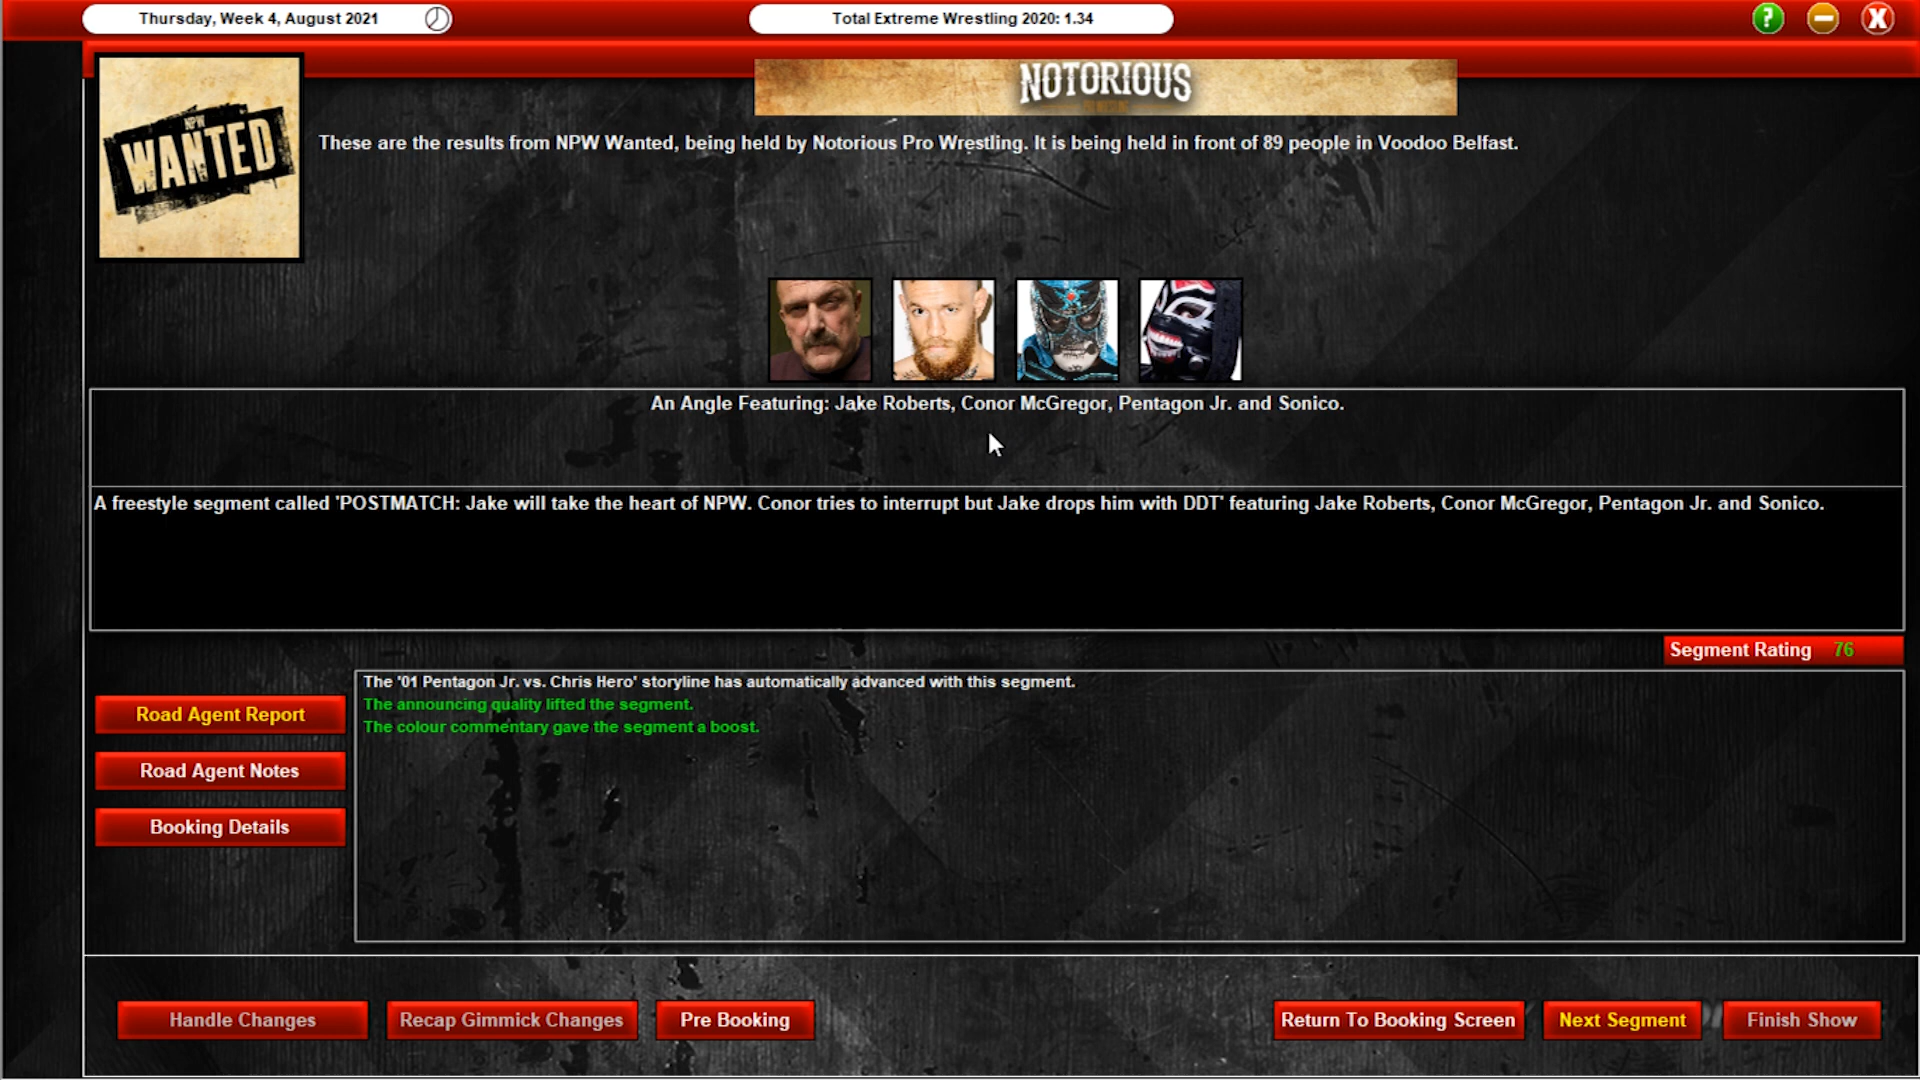 Thursday, Week 4, August 2021
Total Extreme Wrestling 2020: 1.34
NPW
WANTED
NOTORIOUS
These are the results from NPW Wanted, being held by Notorious Pro Wrestling. It is being held in front of 89 people in Voodoo Belfast.
An Angle Featuring: Jake Roberts, Conor McGregor, Pentagon Jr. and Sonico.
A freestyle segment called 'POSTMATCH: Jake will take the heart of NPW. Conor tries to interrupt but Jake drops him with DDT' featuring Jake Roberts, Conor McGregor, Pentagon Jr. and Sonico.
Segment Rating 76
The '01 Pentagon Jr. vs. Chris Hero' storyline has automatically advanced with this segment.
The announcing quality lifted the segment.
The colour commentary gave the segment a boost.
Road Agent Report
Road Agent Notes
Booking Details
Handle Changes
Recap Gimmick Changes
Pre Booking
Return To Booking Screen
Next Segment
Finish Show